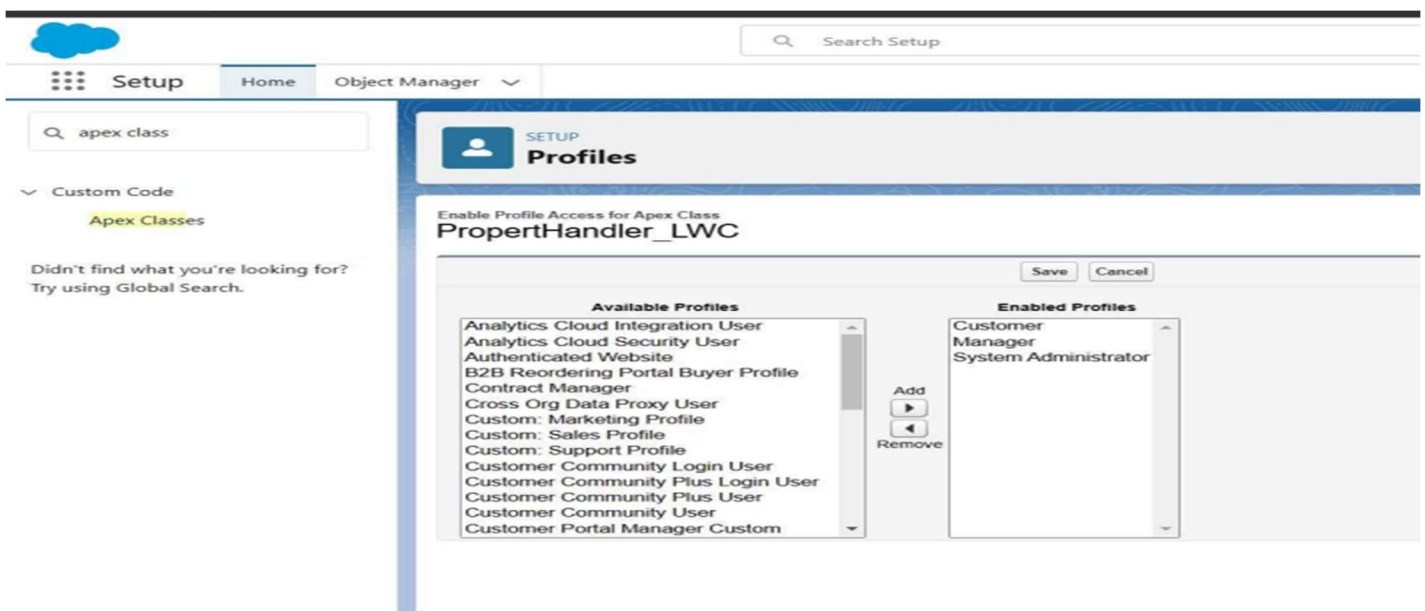 Search Setup
Setup Home Object Manager
apex class
Custom Code
Apex Classes
Didn't find what you're looking for?
Try using Global Search.
SETUP
Profiles
Enable Profile Access for Apex Class
PropertHandler_LWC
Save Cancel
Available Profiles
Analytics Cloud Integration User
Analytics Cloud Security User
Authenticated Website
B2B Reordering Portal Buyer Profile
Contract Manager
Cross Org Data Proxy User
Custom: Marketing Profile
Custom: Sales Profile
Custom: Support Profile
Customer Community Login User
Customer Community Plus Login User
Customer Community Plus User
Customer Community User
Customer Portal Manager Custom
Add
Remove
Enabled Profiles
Customer
Manager
System Administrator